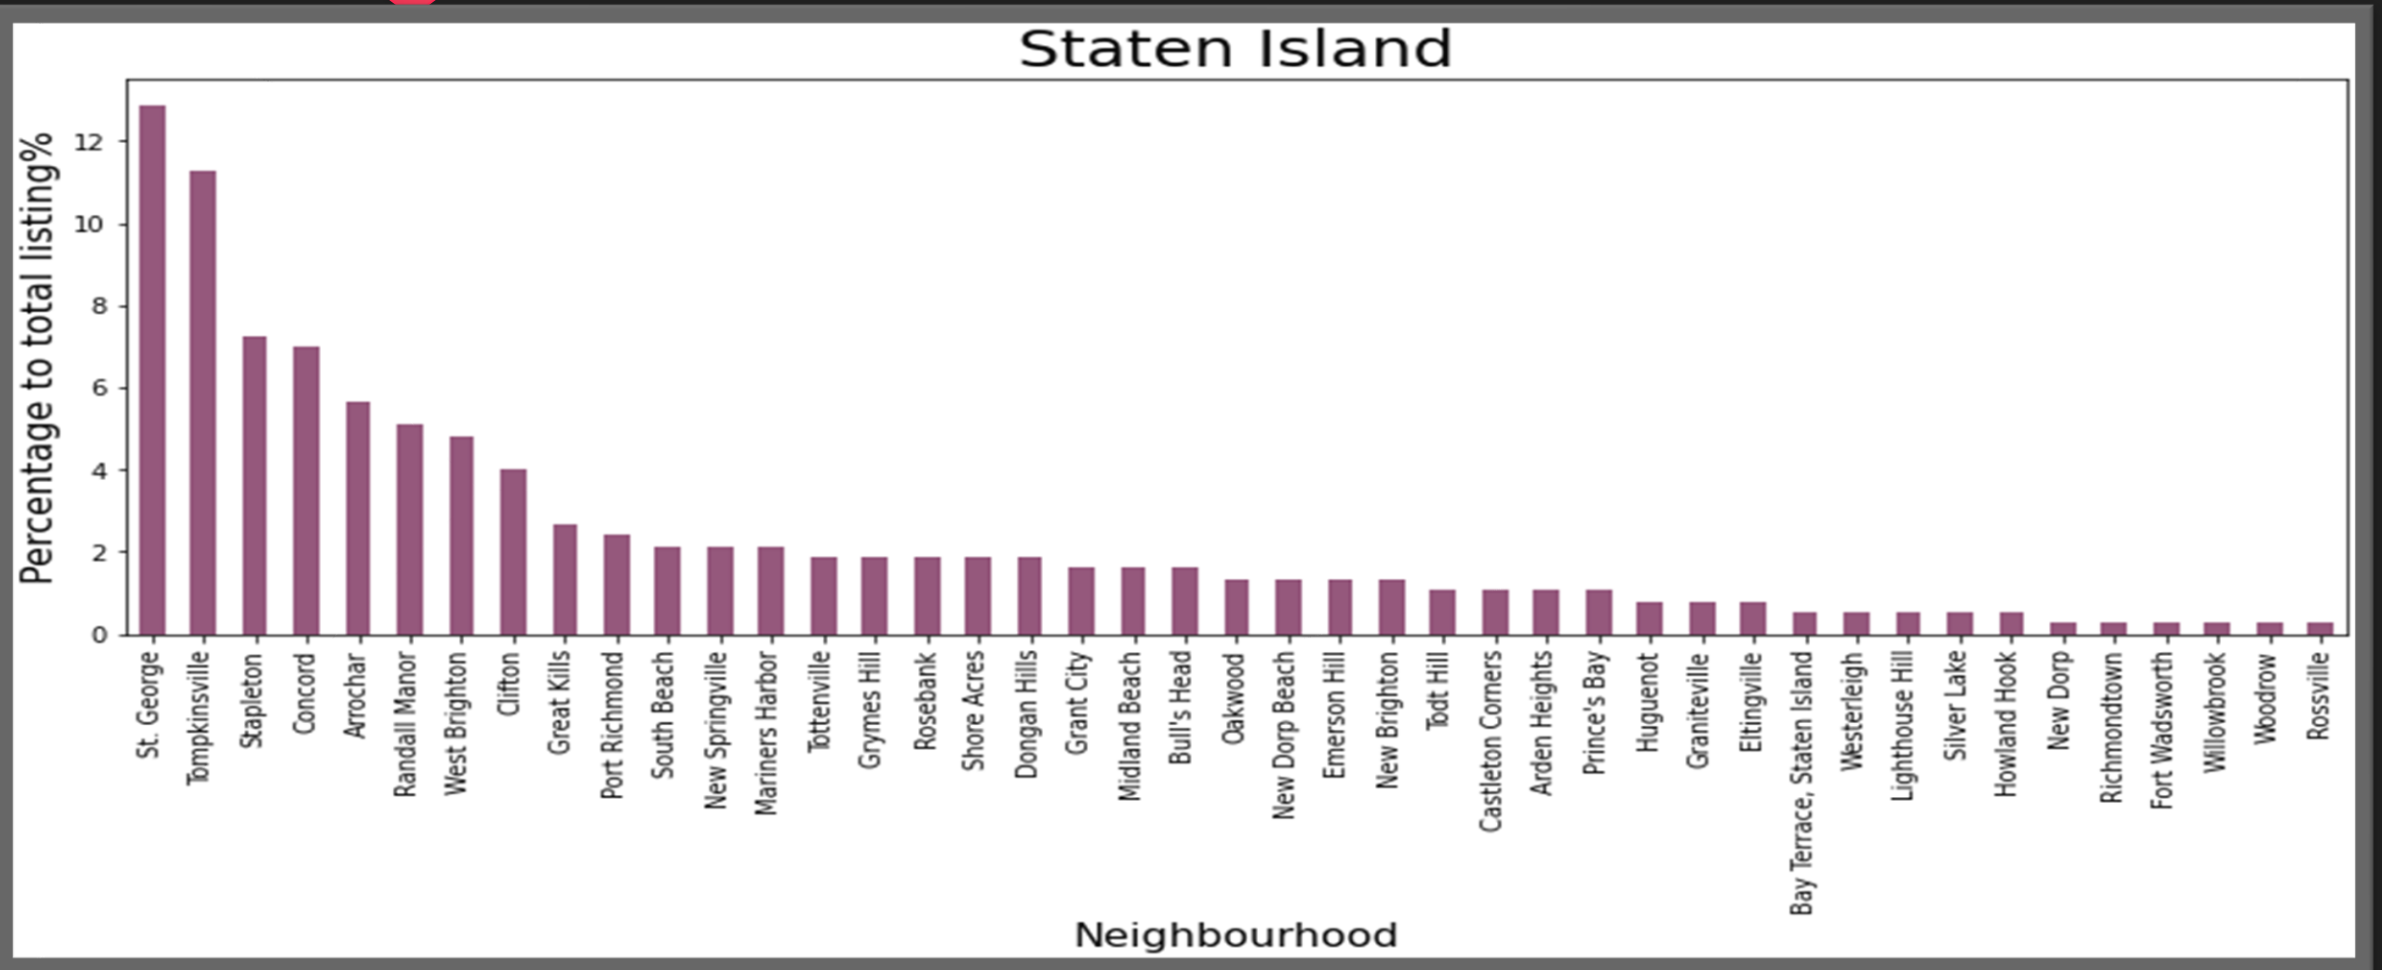 Staten Island
Percentage to total listing%
12
10
8
6
4
2
0
St. George
Tompkinsville
Stapleton
Concord
Arrochar
Randall Manor
West Brighton
Clifton
Great Kills
Port Richmond
South Beach
New Springville
Mariners Harbor
Tottenville
Grymes Hill
Rosebank
Shore Acres
Dongan Hills
Grant City
Midland Beach
Bull's Head
Oakwood
New Dorp Beach
Emerson Hill
New Brighton
Todt Hill
Castleton Corners
Arden Heights
Prince's Bay
Huguenot
Graniteville
Eltingville
Bay Terrace, Staten Island
Westerleigh
Lighthouse Hill
Silver Lake
Howland Hook
New Dorp
Richmondtown
Fort Wadsworth
Willowbrook
Woodrow
Rossville
Neighbourhood